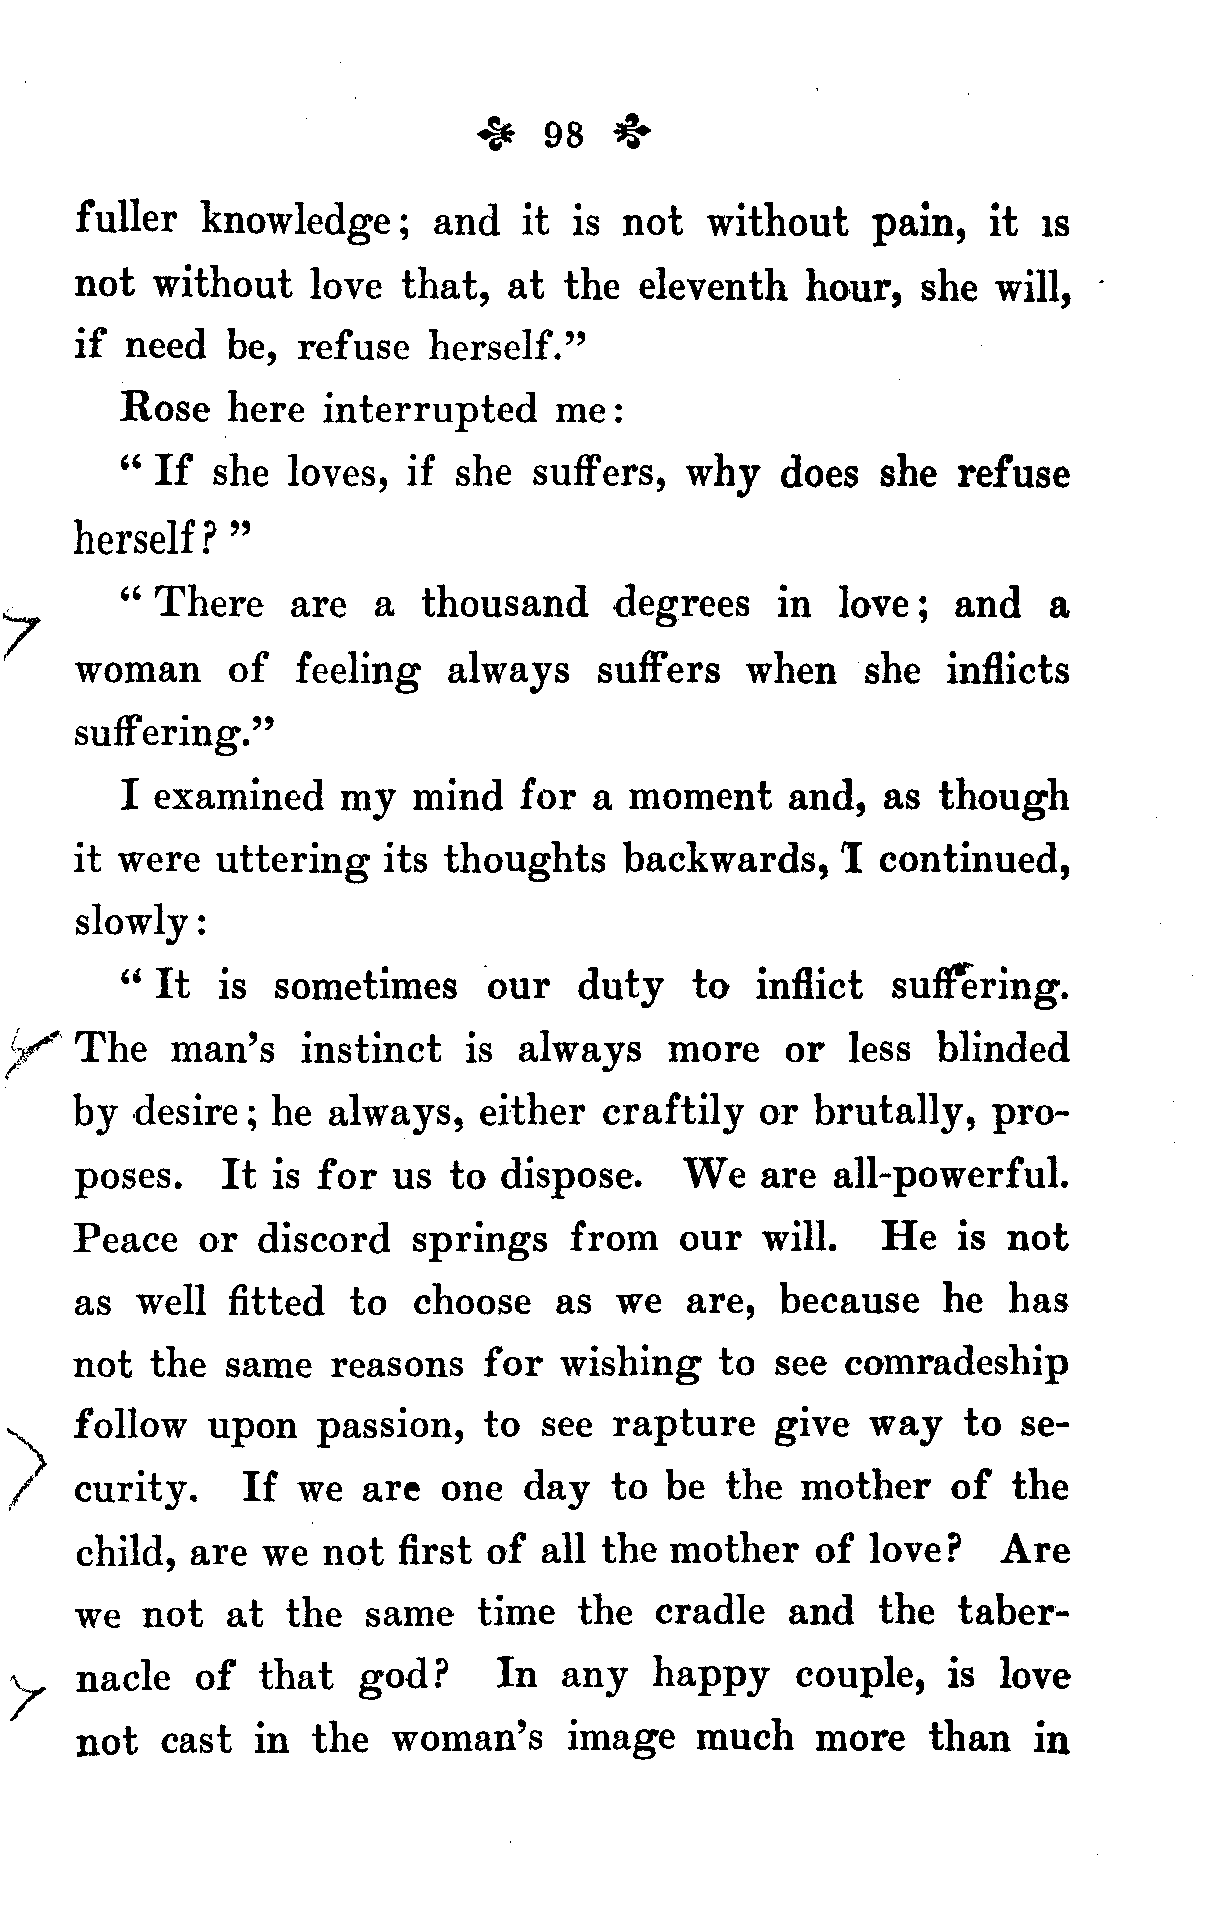 98
fuller knowledge; and it is not without pain, it is
not without love that, at the eleventh hour, she will,
if need be, refuse herself.”
Rose here interrupted me:
“If she loves, if she suffers, why does she refuse
herself?”
“There are a thousand degrees in love; and a
woman of feeling always suffers when she inflicts
suffering.”
I examined my mind for a moment and, as though
it were uttering its thoughts backwards, I continued,
slowly:
“It is sometimes our duty to inflict suffering.
The man’s instinct is always more or less blinded
by desire; he always, either craftily or brutally, pro-
poses. It is for us to dispose. We are all-powerful.
Peace or discord springs from our will. He is not
as well fitted to choose as we are, because he has
not the same reasons for wishing to see comradeship
follow upon passion, to see rapture give way to se-
curity. If we are one day to be the mother of the
child, are we not first of all the mother of love? Are
we not at the same time the cradle and the taber-
nacle of that god? In any happy couple, is love
not cast in the woman’s image much more than in